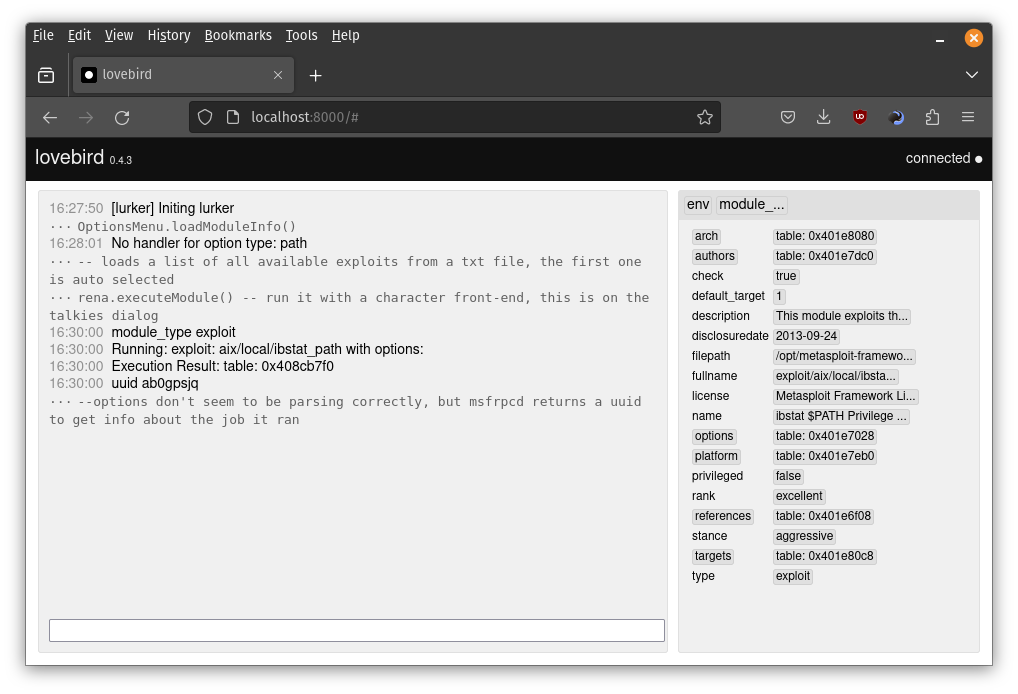 File Edit View History Bookmarks Tools Help
lovebird
localhost:8000/#
lovebird 0.4.3
connected
16:27:50 [lurker] Initing lurker
··· OptionsMenu.loadModuleInfo()
16:28:01 No handler for option type: path
··· -- loads a list of all available exploits from a txt file, the first one
is auto selected
··· rena.executeModule() -- run it with a character front-end, this is on the
talkies dialog
16:30:00 module_type exploit
16:30:00 Running: exploit: aix/local/ibstat_path with options:
16:30:00 Execution Result: table: 0x408cb7f0
16:30:00 uuid ab0gpsjq
··· --options don't seem to be parsing correctly, but msfrpcd returns a uuid
to get info about the job it ran
env module_...
arch table: 0x401e8080
authors table: 0x401e7dc0
check true
default_target 1
description This module exploits th...
disclosuredate 2013-09-24
filepath /opt/metasploit-framewo...
fullname exploit/aix/local/ibsta...
license Metasploit Framework Li...
name ibstat $PATH Privilege ...
options table: 0x401e7028
platform table: 0x401e7eb0
privileged false
rank excellent
references table: 0x401e6f08
stance aggressive
targets table: 0x401e80c8
type exploit